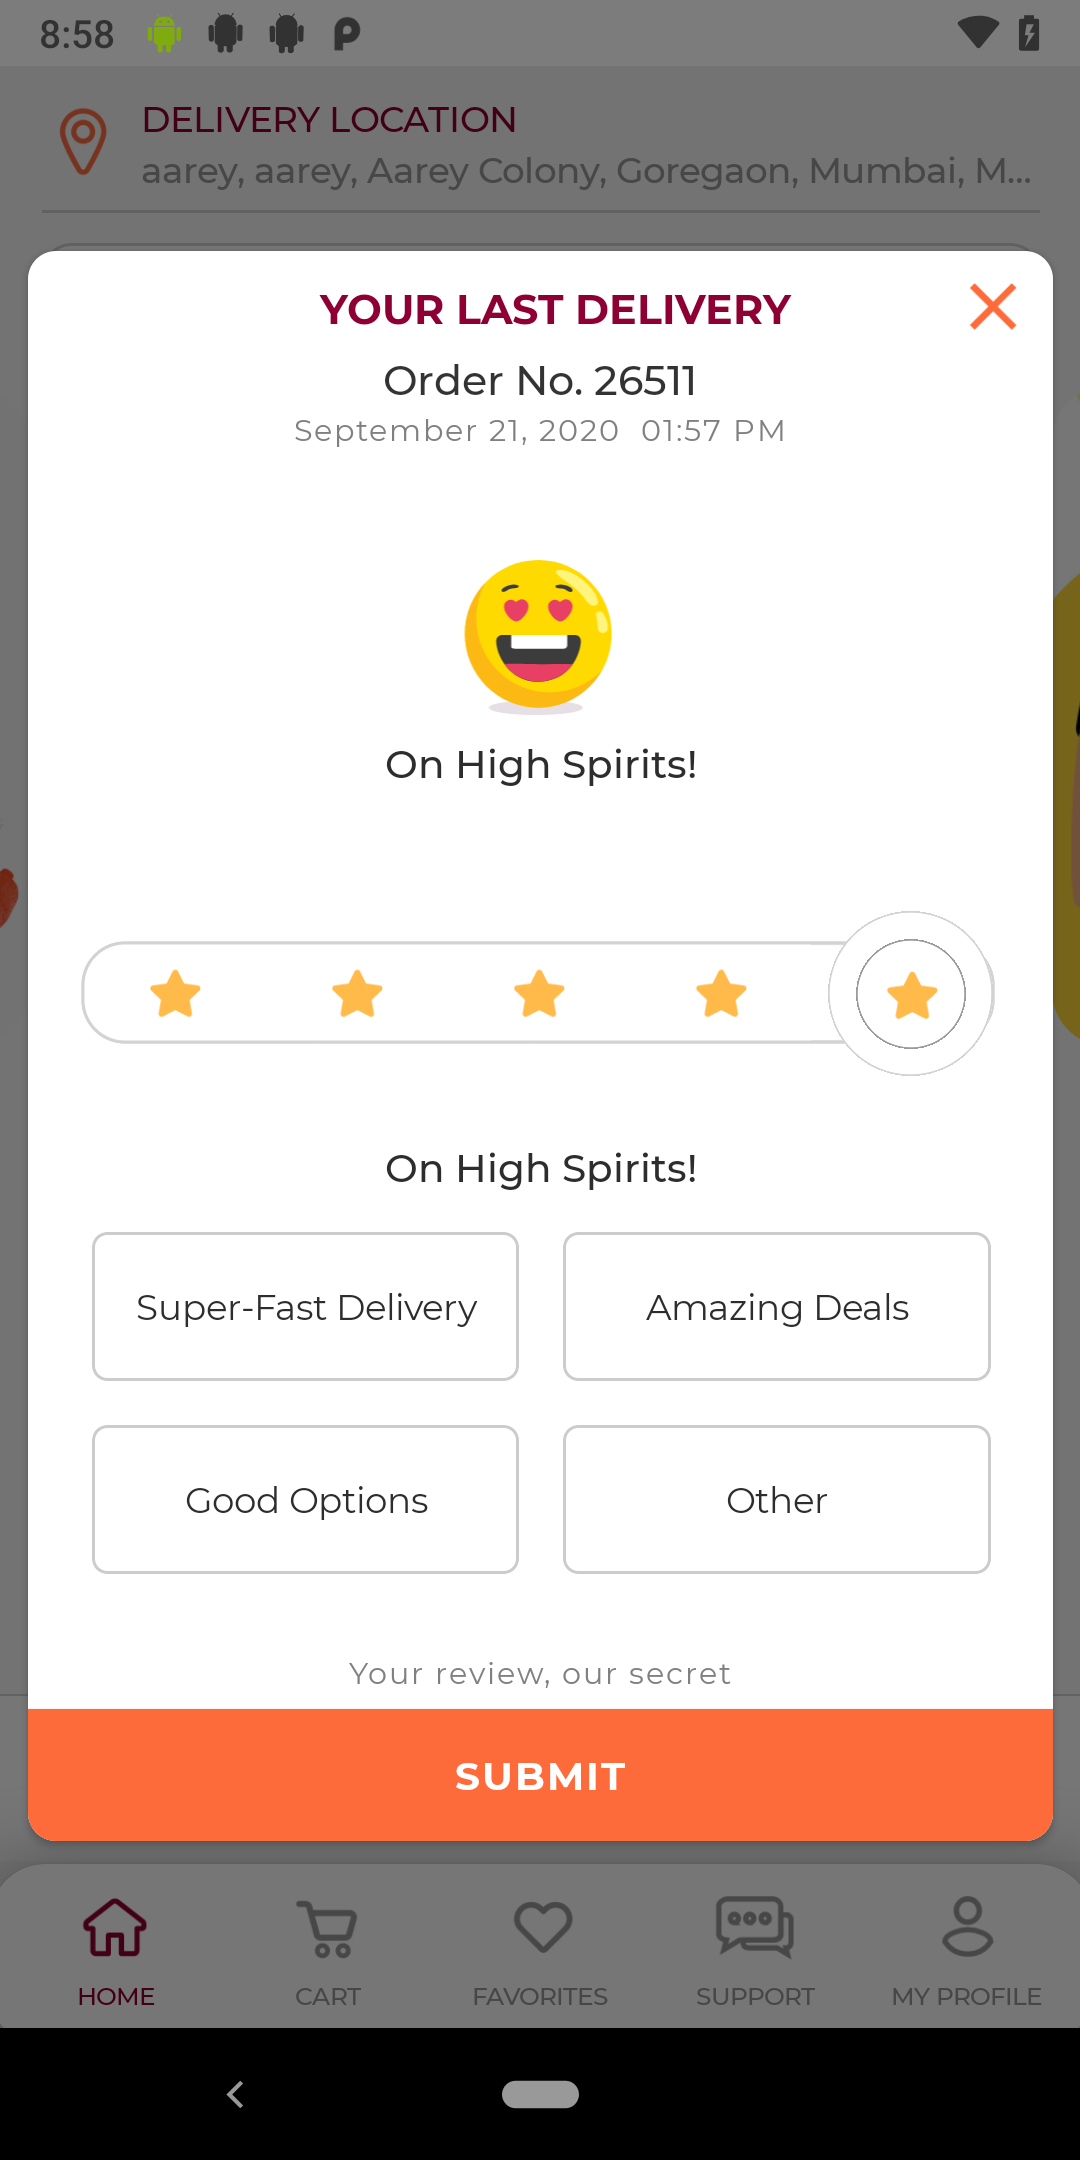 8:58
DELIVERY LOCATION
aarey, aarey, Aarey Colony, Goregaon, Mumbai, M...
YOUR LAST DELIVERY
Order No. 26511
September 21, 2020 01:57 PM
On High Spirits!
On High Spirits!
Super-Fast Delivery
Amazing Deals
Good Options
Other
Your review, our secret
SUBMIT
HOME
CART
FAVORITES
SUPPORT
MY PROFILE